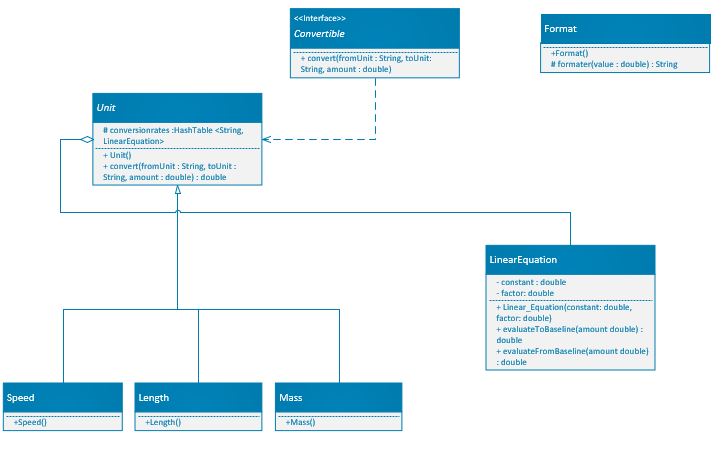 <<Interface>>
Convertible
+ convert(fromUnit : String, toUnit:
String, amount : double)
Format
+Format()
# formater(value : double) : String
Unit
# conversionrates :HashTable <String,
LinearEquation>
+ Unit()
+ convert(fromUnit : String, toUnit :
String, amount : double) : double
LinearEquation
- constant : double
- factor: double
+ Linear_Equation(constant: double,
factor: double)
+ evaluateToBaseline(amount double) :
double
+ evaluateFromBaseline(amount double)
: double
Speed
+Speed()
Length
+Length()
Mass
+Mass()